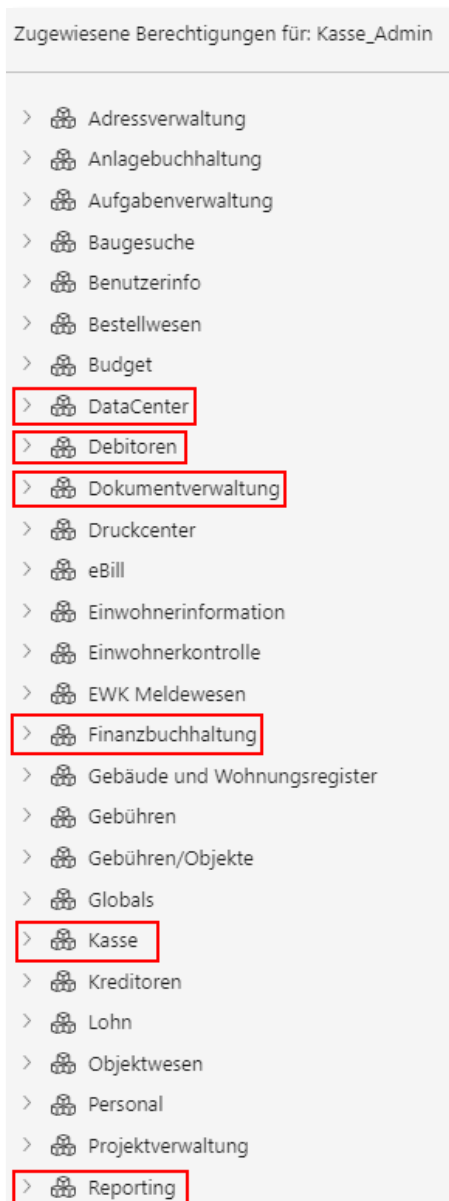 Zugewiesene Berechtigungen für: Kasse_Admin
Adressverwaltung
Anlagebuchhaltung
Aufgabenverwaltung
Baugesuche
Benutzerinfo
Bestellwesen
Budget
DataCenter
Debitoren
Dokumentverwaltung
Druckcenter
eBill
Einwohnerinformation
Einwohnerkontrolle
EWK Meldewesen
Finanzbuchhaltung
Gebäude und Wohnungsregister
Gebühren
Gebühren/Objekte
Globals
Kasse
Kreditoren
Lohn
Objektwesen
Personal
Projektverwaltung
Reporting